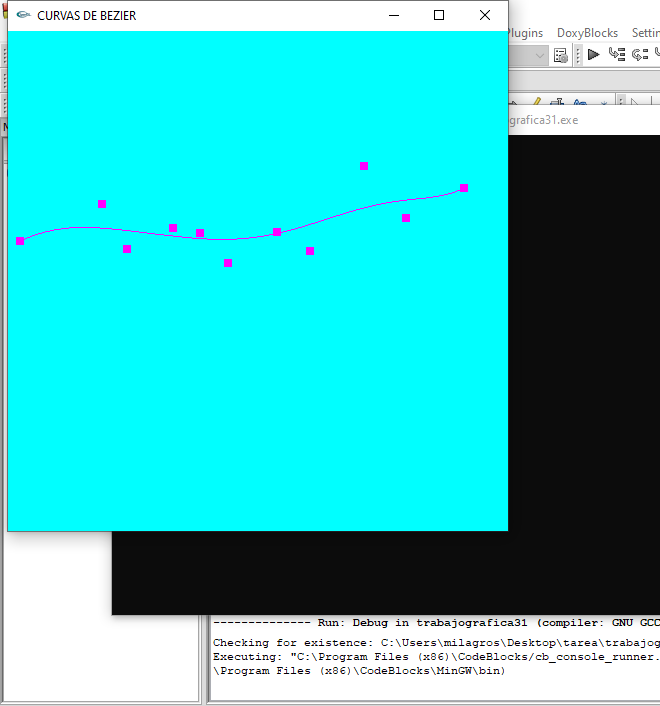 CURVAS DE BEZIER
Plugins DoxyBlocks
grafica31.exe
-------------- Run: Debug in trabajografica31 (compiler: GNU GCC
Checking for existence: C:\Users\milagros\Desktop\tarea\trabajog
Executing: "C:\Program Files (x86)\CodeBlocks/cb_console_runner.
\Program Files (x86)\CodeBlocks\MinGW\bin)